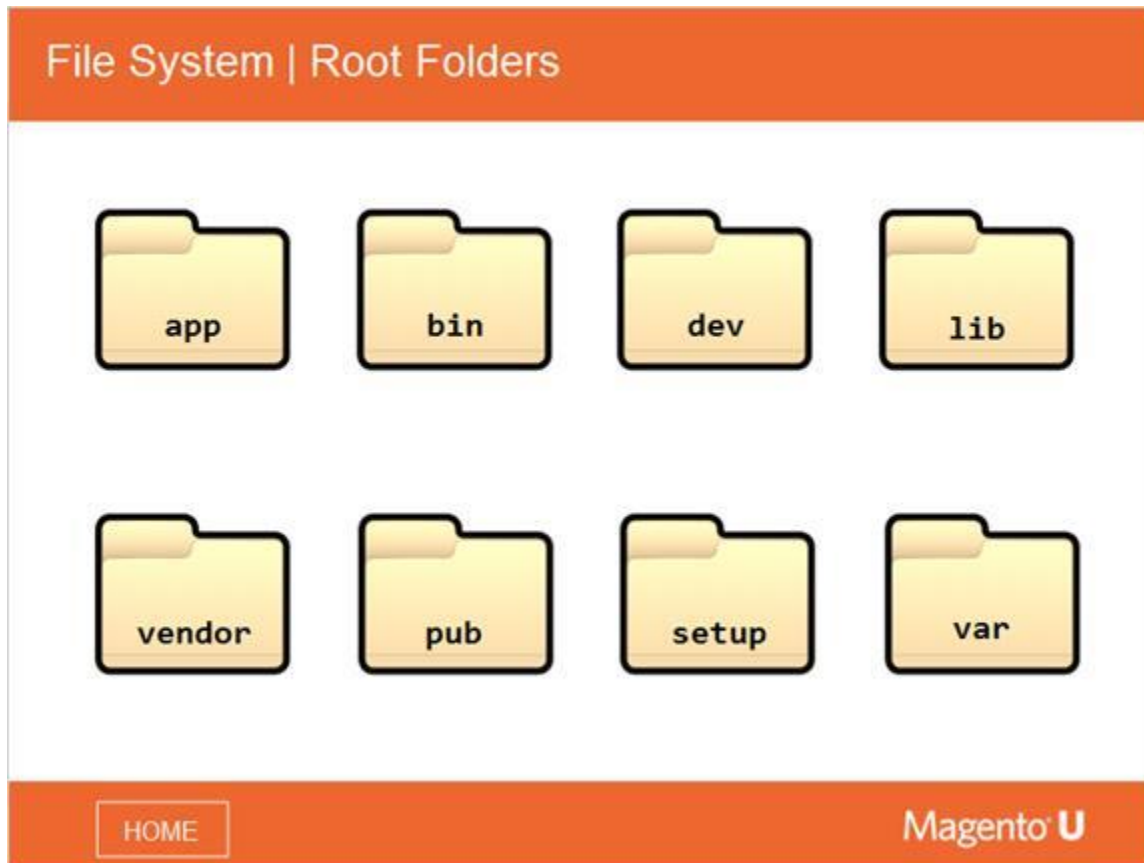 File System | Root Folders
app bin dev lib
vendor pub setup var
HOME Magento U